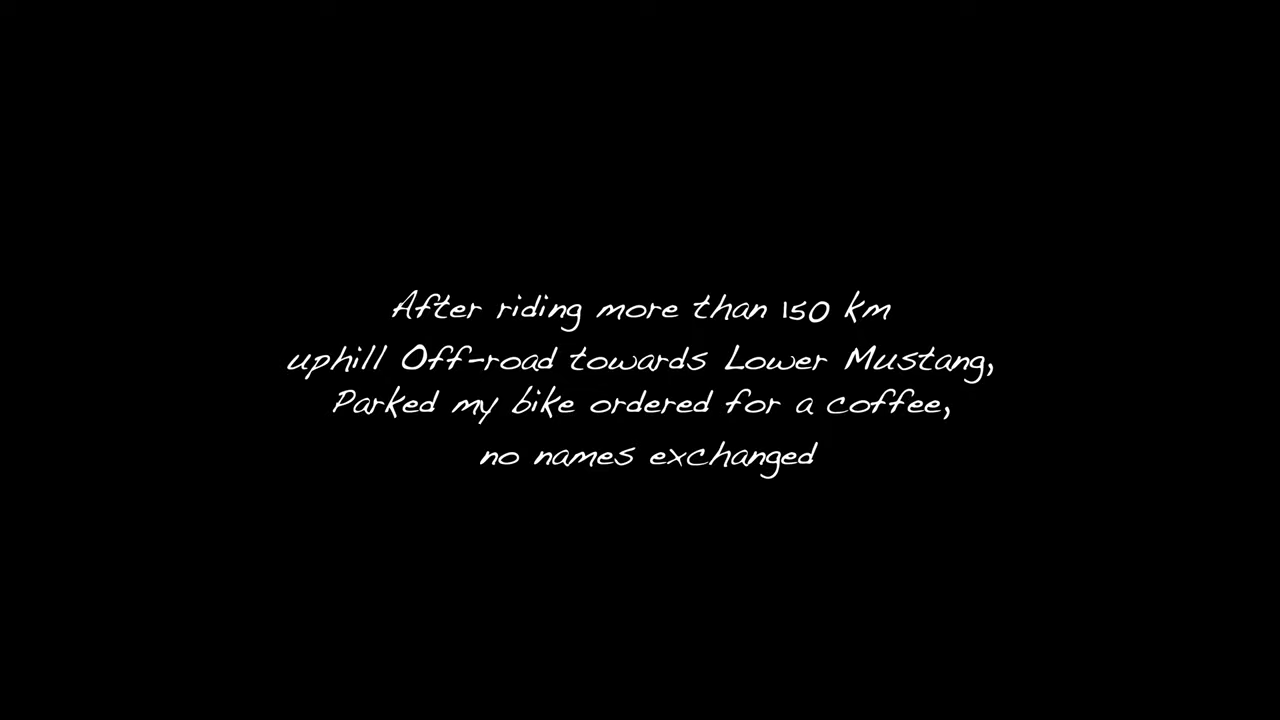 After riding more than 150 km
uphill Off-road towards Lower Mustang,
Parked my bike ordered for a coffee,
no names exchanged